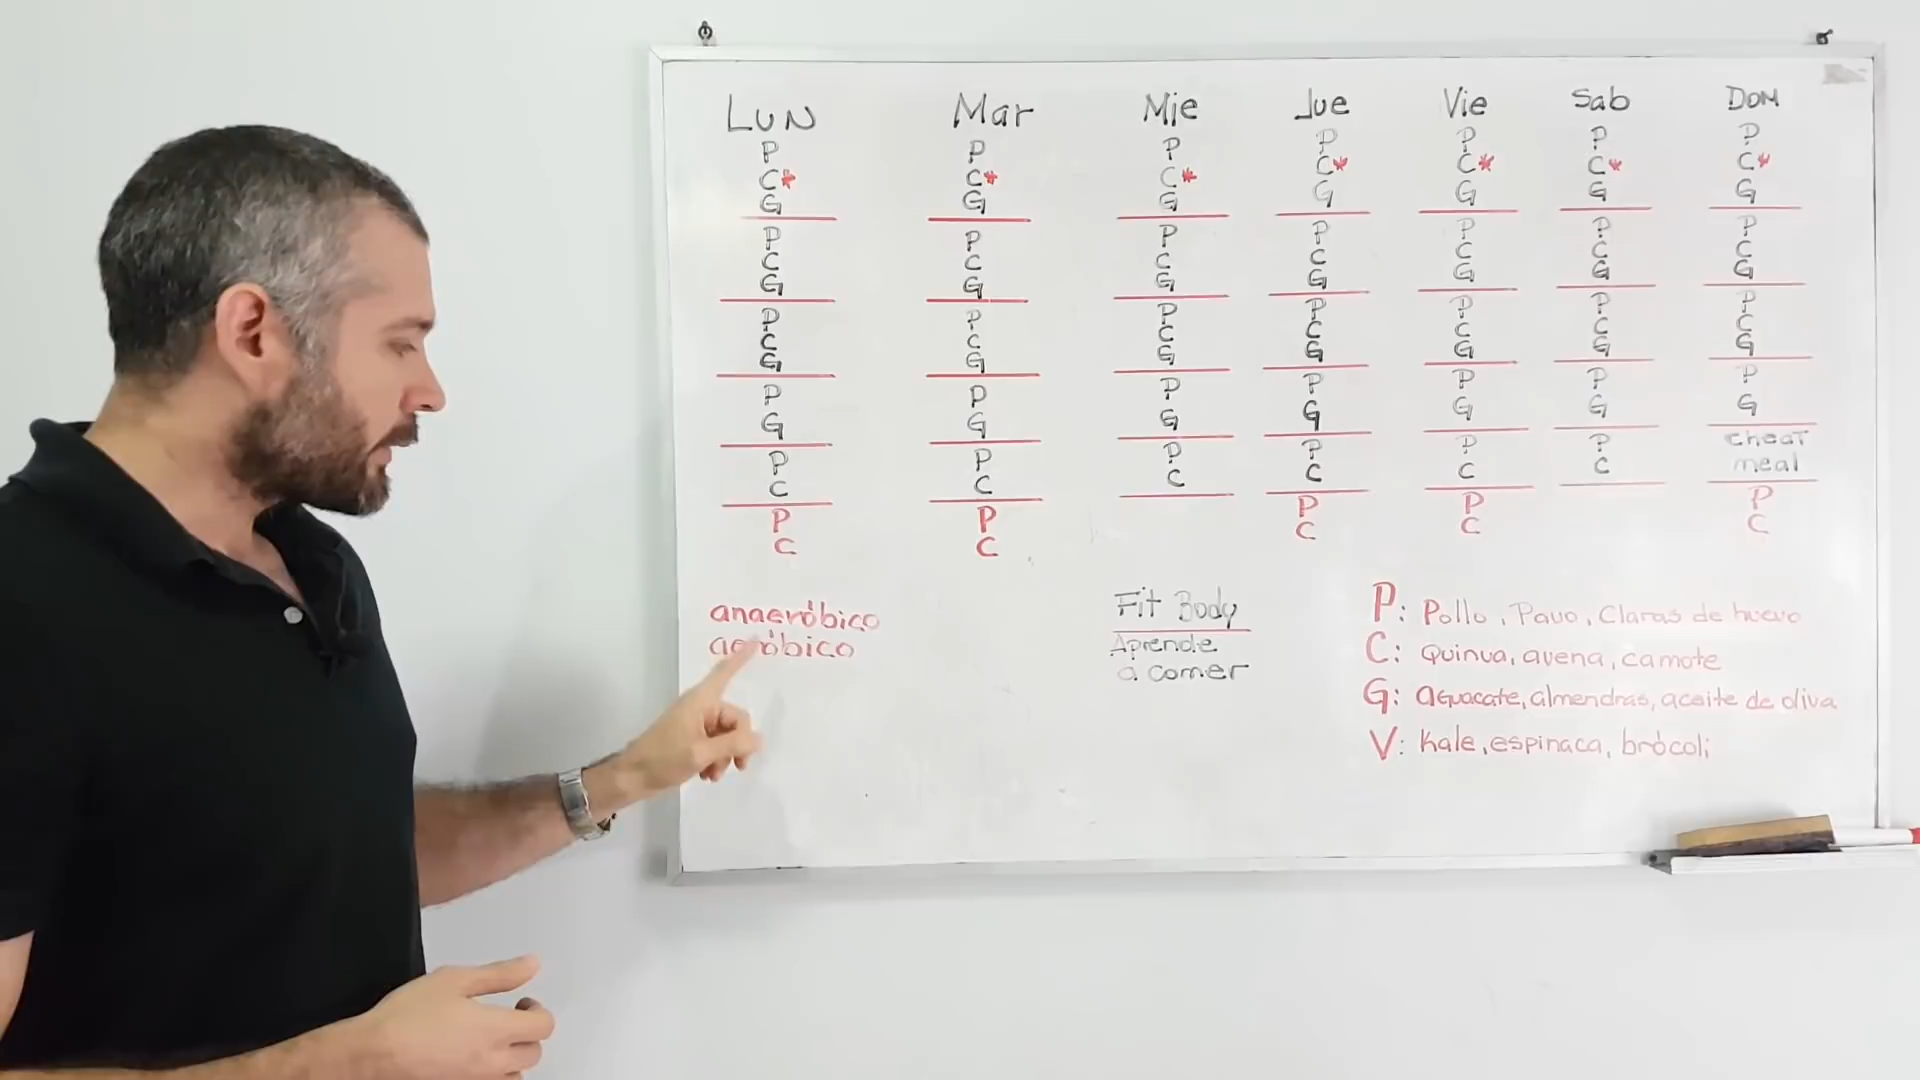 LUN Mar Mie Jue Vie Sab DOM
P P P P P P P
C* C* C* C* C* C* C*
G G G G G G G
P P P P P P P
C C C C C C C
G G G G G G G
P P P P P P P
C C C C C C C
G G G G G G G
P P P P P P P
G G G G G G G
P P P P P P cheat
C C C C C C meal
P P P P P
C C C C C
anaeróbico
aeróbico
Fit Body
Aprende
a comer
P: Pollo, Pavo, Claras de huevo
C: Quinua, avena, camote
G: aguacate, almendras, aceite de oliva
V: Kale, espinaca, brócoli